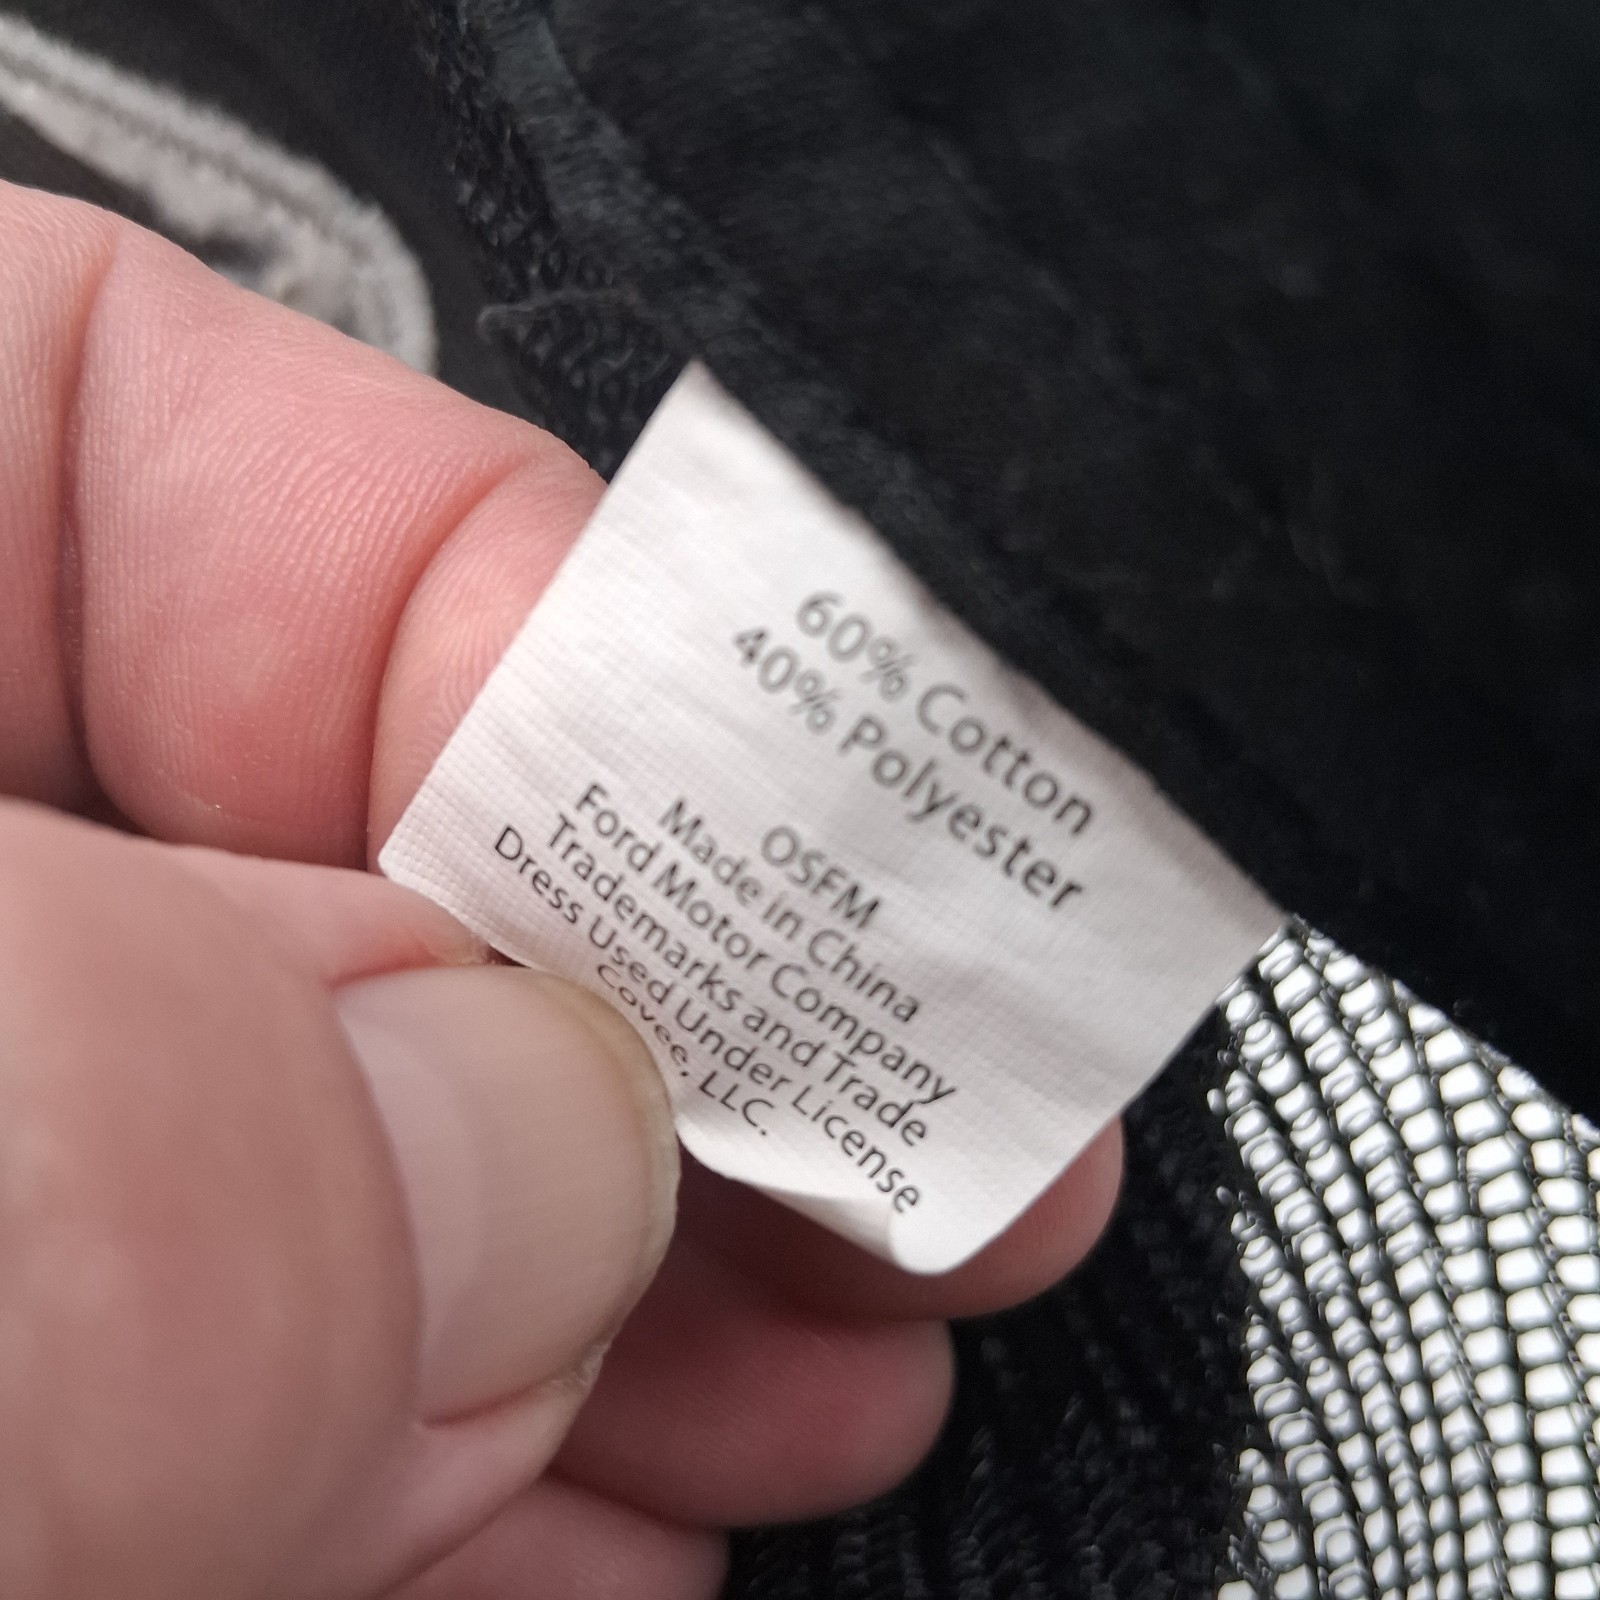 60% Cotton
40% Polyester
OSFM
Made in China
Ford Motor Company
Trademarks and Trade
Dress Used Under License
Covee, LLC.